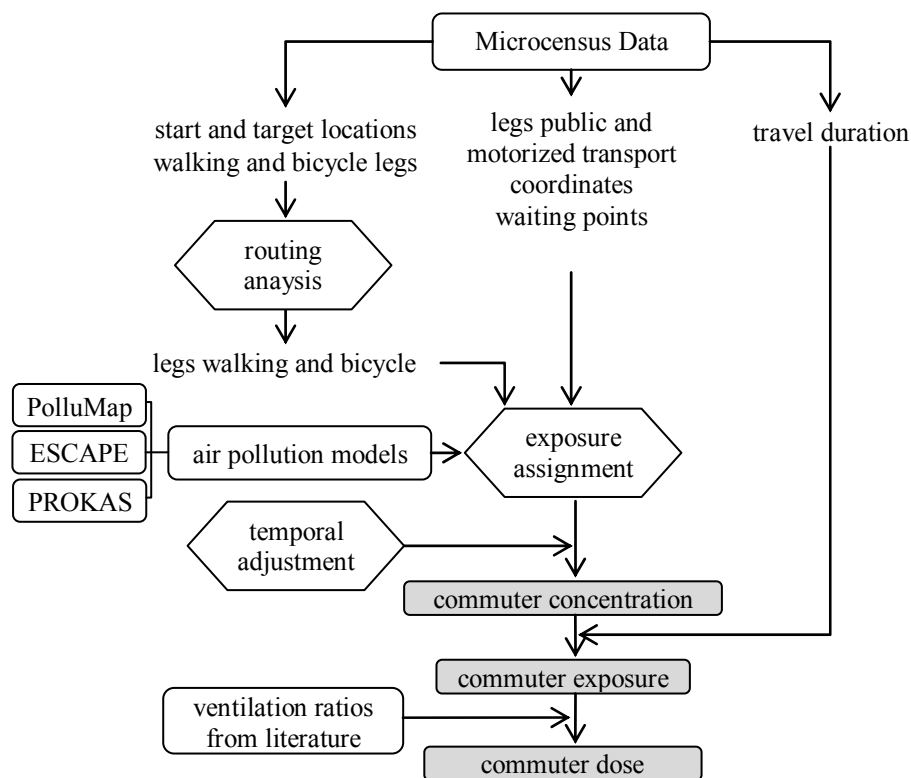 Microcensus Data
start and target locations
walking and bicycle legs
legs public and
motorized transport
coordinates
waiting points
travel duration
routing
anaysis
legs walking and bicycle
PolluMap
ESCAPE
PROKAS
air pollution models
exposure
assignment
temporal
adjustment
commuter concentration
commuter exposure
ventilation ratios
from literature
commuter dose